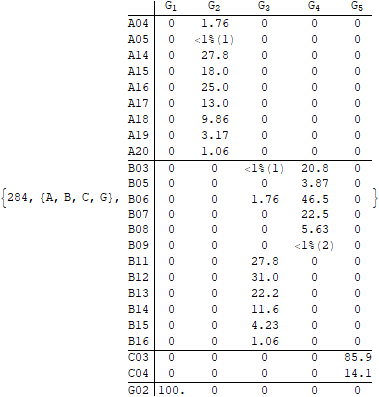 G1 G2 G3 G4 G5
A04 0 1.76 0 0 0
A05 0 <1%(1) 0 0 0
A14 0 27.8 0 0 0
A15 0 18.0 0 0 0
A16 0 25.0 0 0 0
A17 0 13.0 0 0 0
A18 0 9.86 0 0 0
A19 0 3.17 0 0 0
A20 0 1.06 0 0 0
B03 0 0 <1%(1) 20.8 0
B05 0 0 0 3.87 0
{284, {A, B, C, G}, B06 0 0 1.76 46.5 0 }
B07 0 0 0 22.5 0
B08 0 0 0 5.63 0
B09 0 0 0 <1%(2) 0
B11 0 0 27.8 0 0
B12 0 0 31.0 0 0
B13 0 0 22.2 0 0
B14 0 0 11.6 0 0
B15 0 0 4.23 0 0
B16 0 0 1.06 0 0
C03 0 0 0 0 85.9
C04 0 0 0 0 14.1
G02 100. 0 0 0 0